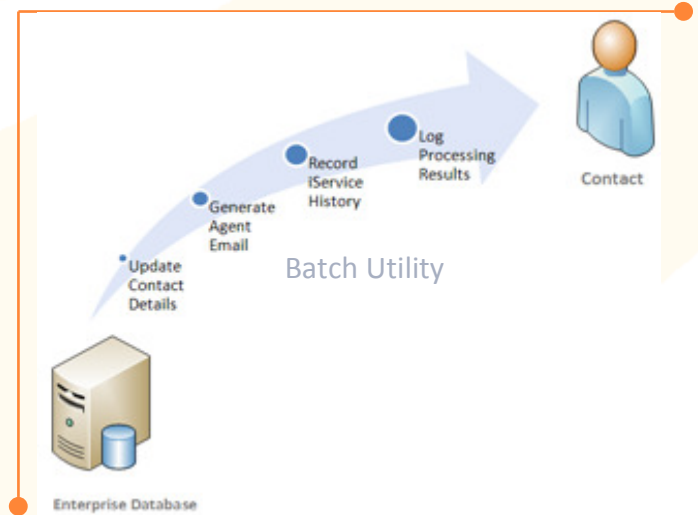 Contact
Log
Processing
Results
Record
iService
History
Generate
Agent
Email
Update
Contact
Details
Batch Utility
Enterprise Database